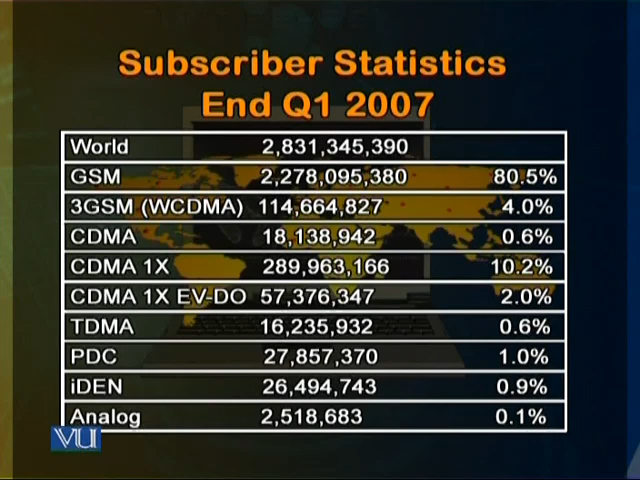 Subscriber Statistics
End Q1 2007
World 2,831,345,390
GSM 2,278,095,380 80.5%
3GSM (WCDMA) 114,664,827 4.0%
CDMA 18,138,942 0.6%
CDMA 1X 289,963,166 10.2%
CDMA 1X EV-DO 57,376,347 2.0%
TDMA 16,235,932 0.6%
PDC 27,857,370 1.0%
iDEN 26,494,743 0.9%
Analog 2,518,683 0.1%
VU